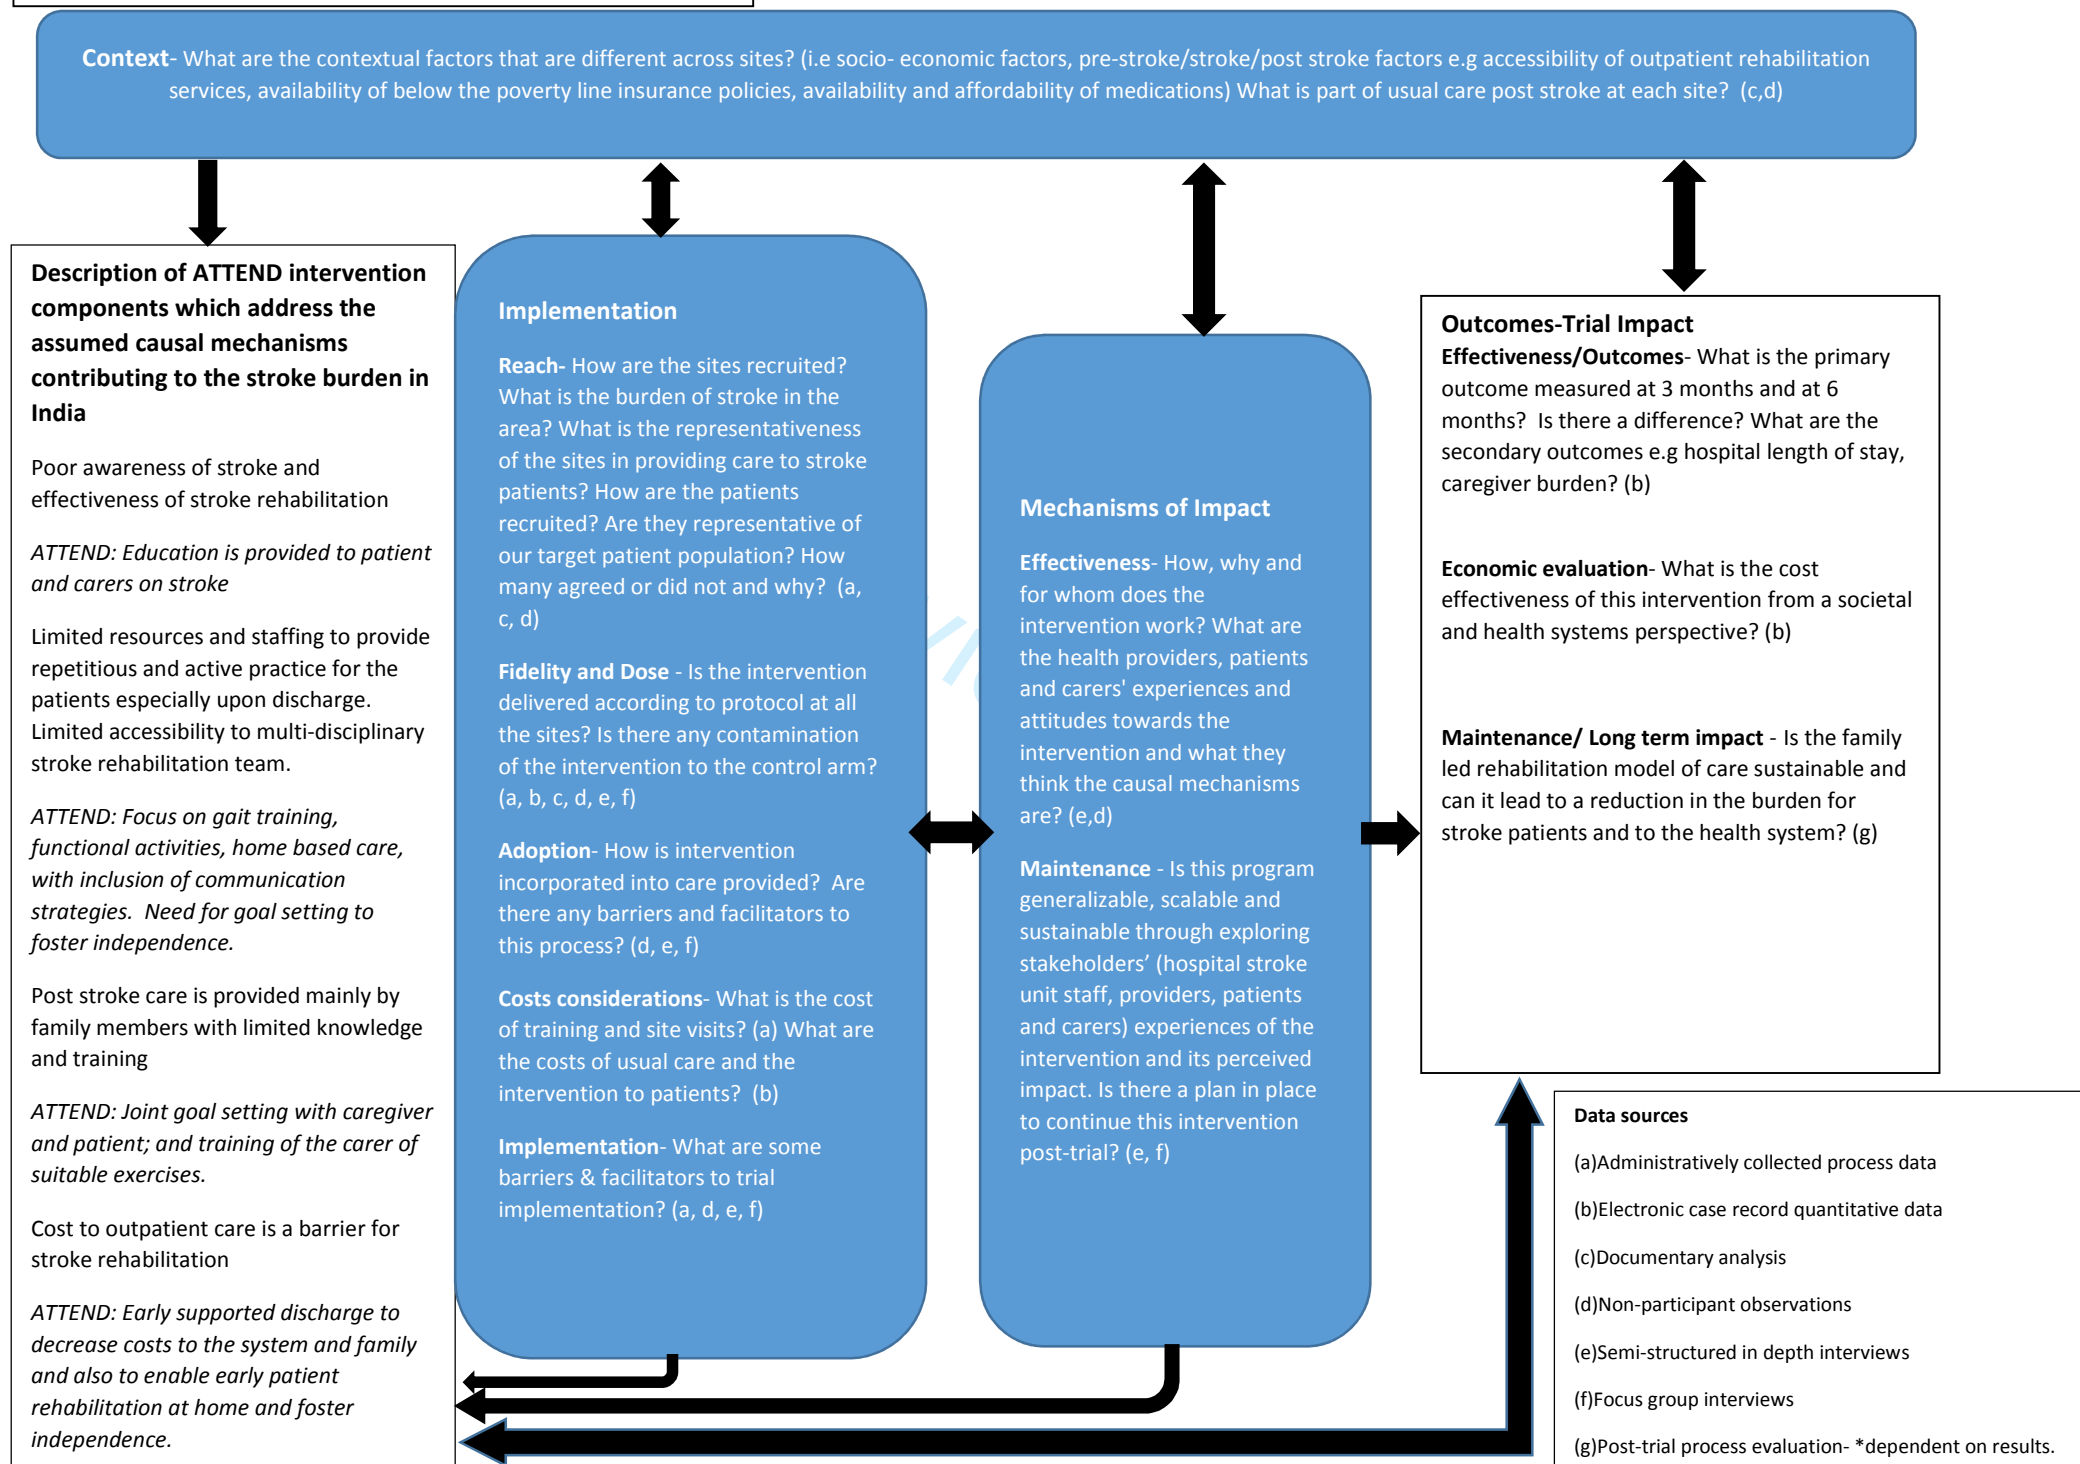 Context- What are the contextual factors that are different across sites? (i.e socio- economic factors, pre-stroke/stroke/post stroke factors e.g accessibility of outpatient rehabilitation
services, availability of below the poverty line insurance policies, availability and affordability of medications) What is part of usual care post stroke at each site?  (c,d)
Description of ATTEND intervention
components which address the
assumed causal mechanisms
contributing to the stroke burden in
India
Poor awareness of stroke and
effectiveness of stroke rehabilitation
ATTEND: Education is provided to patient
and carers on stroke
Limited resources and staffing to provide
repetitious and active practice for the
patients especially upon discharge.
Limited accessibility to multi-disciplinary
stroke rehabilitation team.
ATTEND: Focus on gait training,
functional activities, home based care,
with inclusion of communication
strategies.  Need for goal setting to
foster independence.
Post stroke care is provided mainly by
family members with limited knowledge
and training
ATTEND: Joint goal setting with caregiver
and patient; and training of the carer of
suitable exercises.
Cost to outpatient care is a barrier for
stroke rehabilitation
ATTEND: Early supported discharge to
decrease costs to the system and family
and also to enable early patient
rehabilitation at home and foster
independence.
Implementation
Reach- How are the sites recruited?
What is the burden of stroke in the
area? What is the representativeness
of the sites in providing care to stroke
patients? How are the patients
recruited? Are they representative of
our target patient population? How
many agreed or did not and why?  (a,
c, d)
Fidelity and Dose - Is the intervention
delivered according to protocol at all
the sites? Is there any contamination
of the intervention to the control arm?
(a, b, c, d, e, f)
Adoption- How is intervention
incorporated into care provided?  Are
there any barriers and facilitators to
this process? (d, e, f)
Costs considerations- What is the cost
of training and site visits? (a) What are
the costs of usual care and the
intervention to patients?  (b)
Implementation- What are some
barriers & facilitators to trial
implementation? (a, d, e, f)
Mechanisms of Impact
Effectiveness- How, why and
for whom does the
intervention work? What are
the health providers, patients
and carers' experiences and
attitudes towards the
intervention and what they
think the causal mechanisms
are? (e,d)
Maintenance - Is this program
generalizable, scalable and
sustainable through exploring
stakeholders’ (hospital stroke
unit staff, providers, patients
and carers) experiences of the
intervention and its perceived
impact. Is there a plan in place
to continue this intervention
post-trial? (e, f)
Outcomes-Trial Impact
Effectiveness/Outcomes- What is the primary
outcome measured at 3 months and at 6
months?  Is there a difference? What are the
secondary outcomes e.g hospital length of stay,
caregiver burden? (b)
Economic evaluation- What is the cost
effectiveness of this intervention from a societal
and health systems perspective? (b)
Maintenance/ Long term impact - Is the family
led rehabilitation model of care sustainable and
can it lead to a reduction in the burden for
stroke patients and to the health system? (g)
Data sources
(a)Administratively collected process data
(b)Electronic case record quantitative data
(c)Documentary analysis
(d)Non-participant observations
(e)Semi-structured in depth interviews
(f)Focus group interviews
(g)Post-trial process evaluation- *dependent on results.